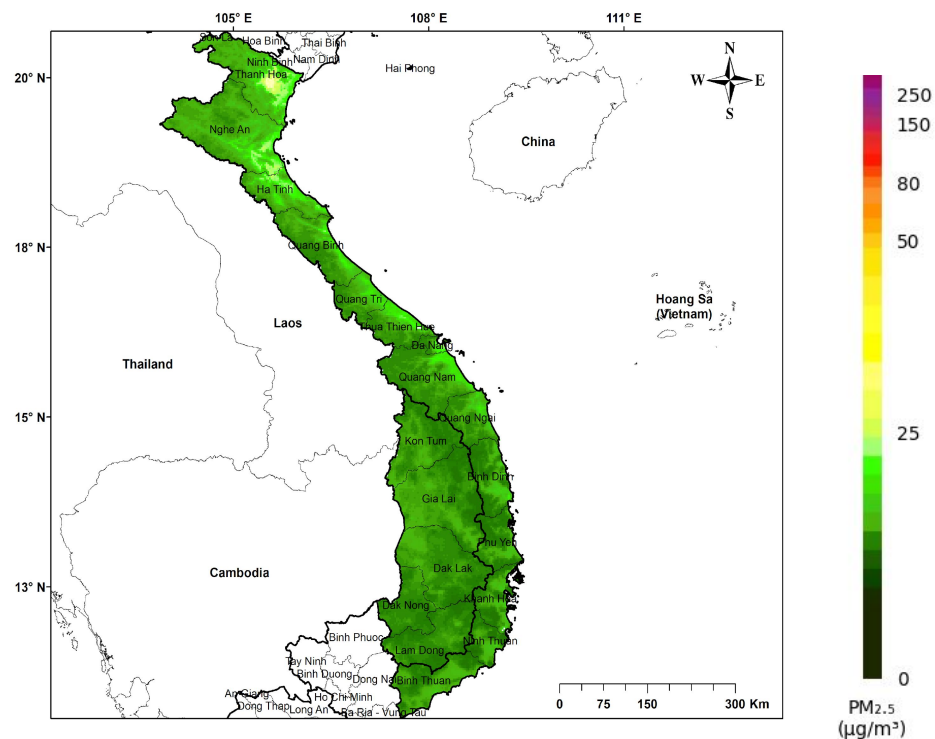 105° E
108° E
111° E
Son La
Hoa Binh
Thai Binh
Ninh Binh
Nam Dinh
Hai Phong
Thanh Hoa
20° N
N
W
E
S
250
150
80
50
25
0
PM2.5
(µg/m³)
Nghe An
China
Ha Tinh
18° N
Quang Binh
Quang Tri
Hoang Sa
(Vietnam)
Laos
Thua Thien Hue
Da Nang
Thailand
Quang Nam
15° N
Quang Ngai
Kon Tum
Binh Dinh
Gia Lai
Phu Yen
Dak Lak
Cambodia
13° N
Khanh Hoa
Dak Nong
Binh Phuoc
Ninh Thuan
Lam Dong
Tay Ninh
Binh Duong
Dong Nai
Binh Thuan
An Giang
Ho Chi Minh
Dong Thap
Long An
Ba Ria - Vung Tau
0 75 150 300 Km